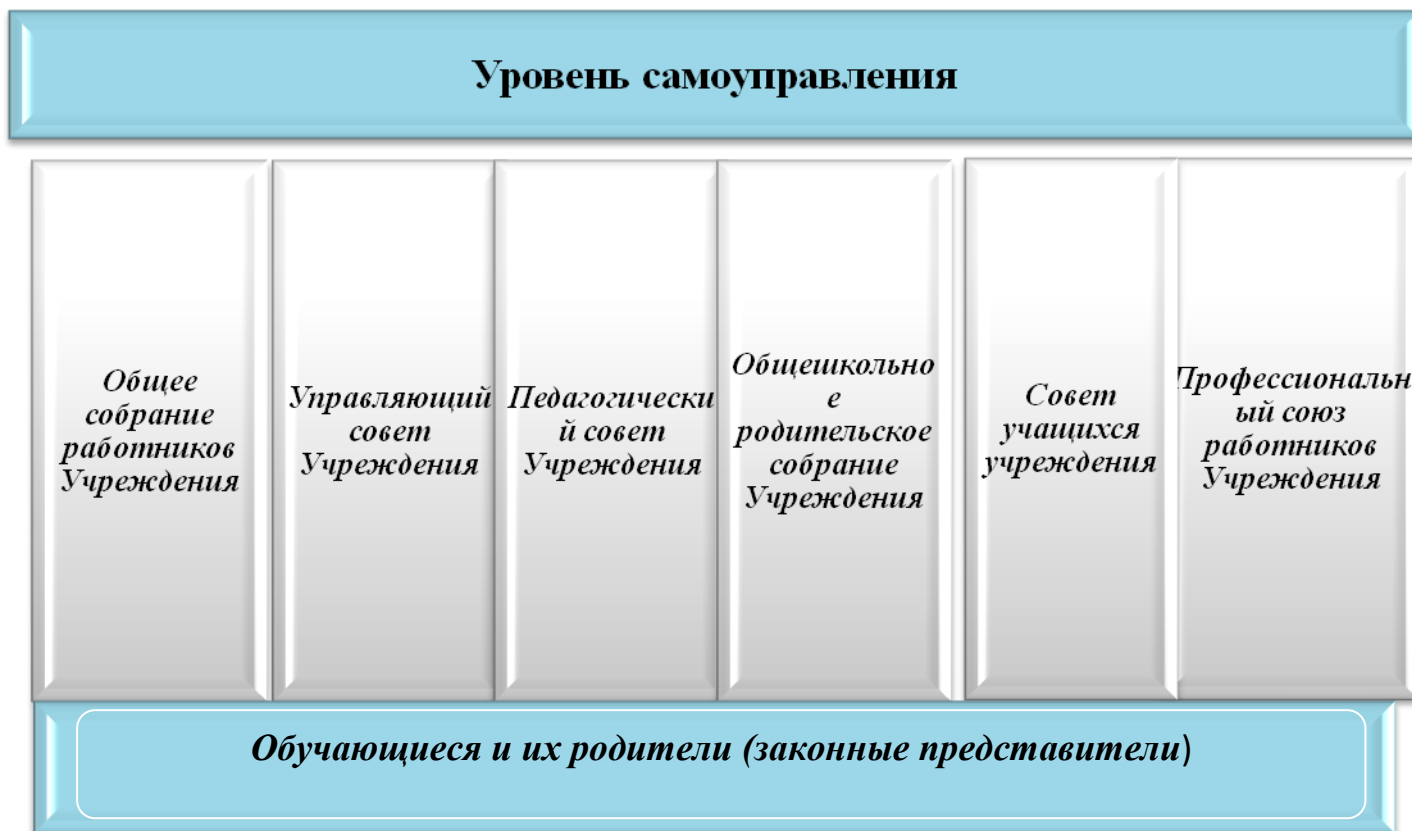 Уровень самоуправления
Общее
собрание
работников
Учреждения
Управляющий
совет
Учреждения
Педагогически
й совет
Учреждения
Общешкольно
е
родительское
собрание
Учреждения
Совет
учащихся
учреждения
Профессиональн
ый союз
работников
Учреждения
Обучающиеся и их родители (законные представители)